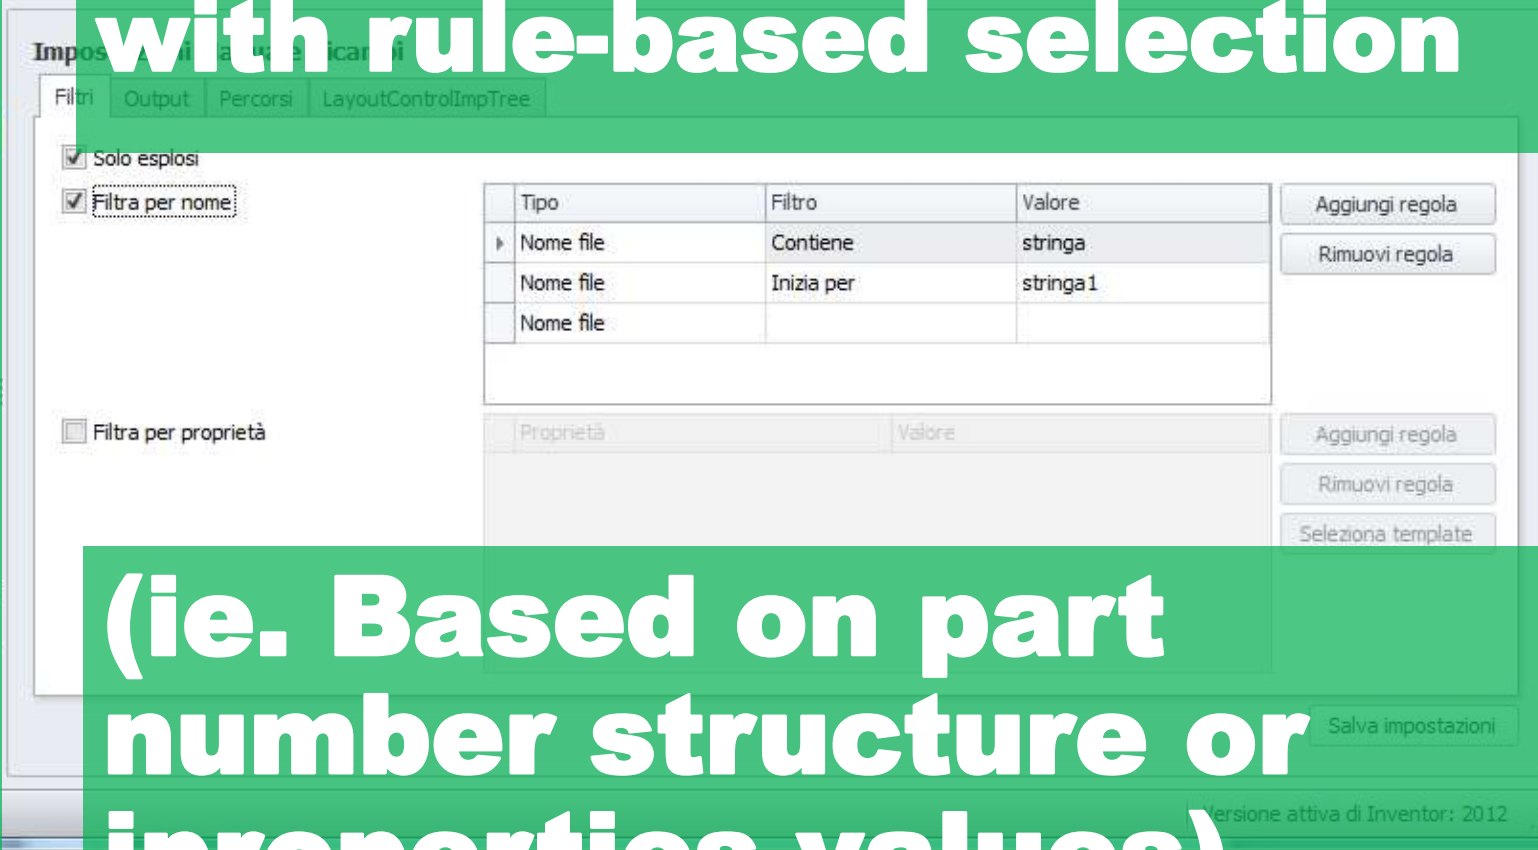 with rule-based selection
Filtri Output Percorsi LayoutControlImpTree
Solo esplosi
Filtra per nome
Tipo Filtro Valore
Aggiungi regola
Nome file Contiene stringa
Rimuovi regola
Nome file Inizia per stringa1
Nome file
Filtra per proprietà
Proprietà Valore
Aggiungi regola
Rimuovi regola
Seleziona template
(ie. Based on part
number structure or
Salva impostazioni
Versione attiva di Inventor: 2012
iproperties values)